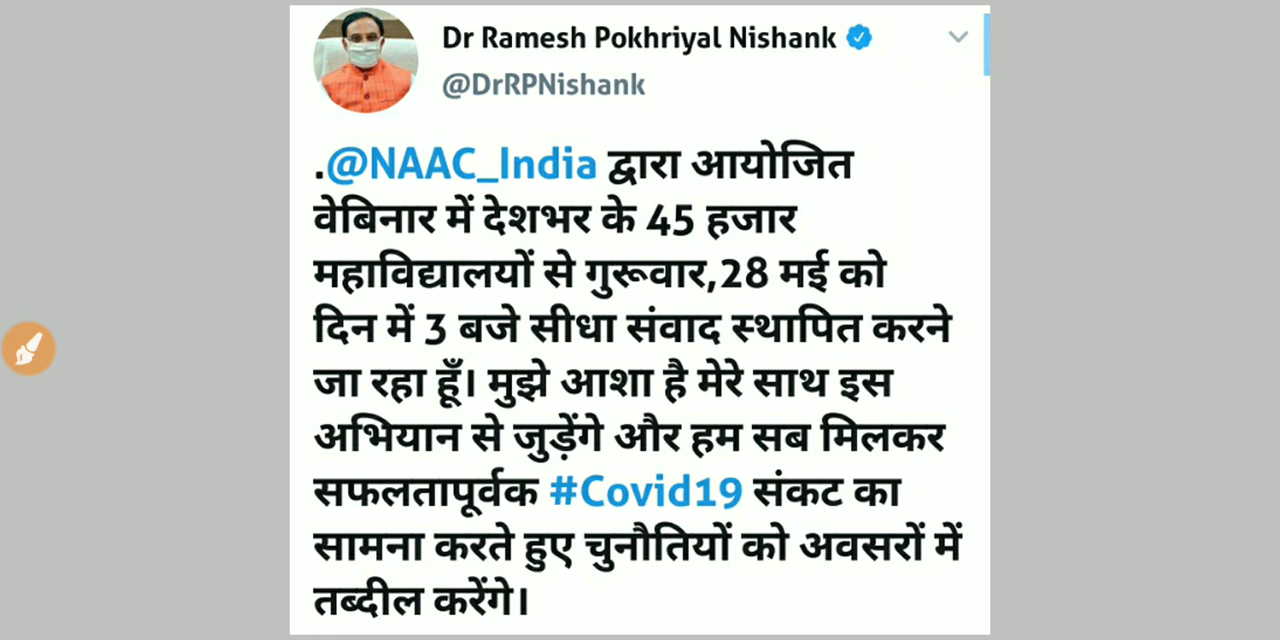 Dr Ramesh Pokhriyal Nishank
@DrRPNishank
.@NAAC_India द्वारा आयोजित
वेबिनार में देशभर के 45 हजार
महाविद्यालयों से गुरूवार,28 मई को
दिन में 3 बजे सीधा संवाद स्थापित करने
जा रहा हूँ। मुझे आशा है मेरे साथ इस
अभियान से जुड़ेंगे और हम सब मिलकर
सफलतापूर्वक #Covid19 संकट का
सामना करते हुए चुनौतियों को अवसरों में
तब्दील करेंगे।